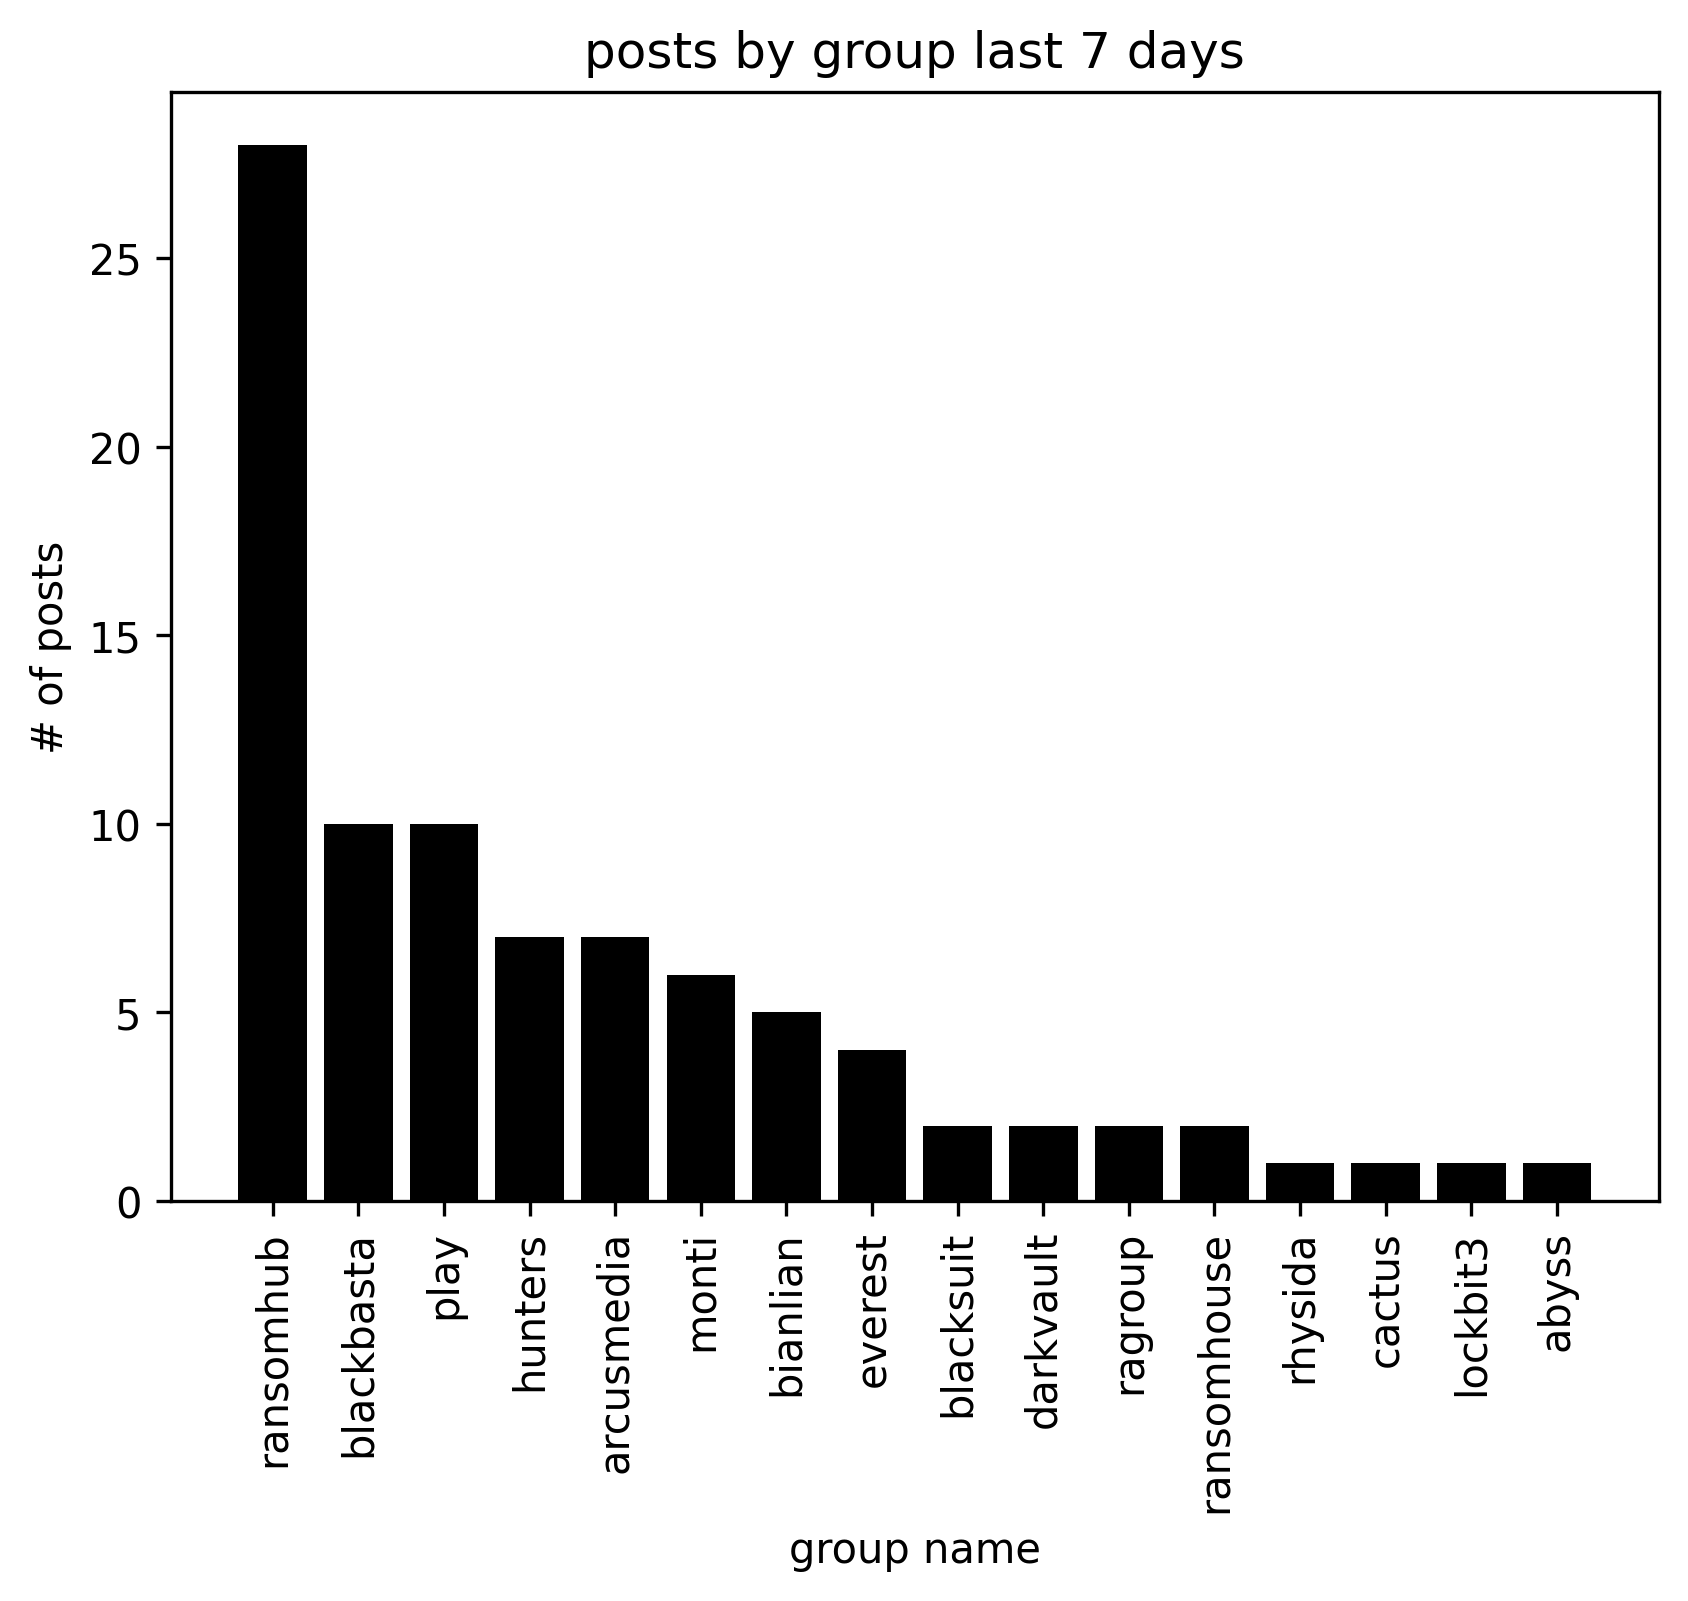 posts by group last 7 days
# of posts
25
20
15
10
5
0
ransomhub
blackbasta
play
hunters
arcusmedia
monti
bianlian
everest
blacksuit
darkvault
ragroup
ransomhouse
rhysida
cactus
lockbit3
abyss
group name